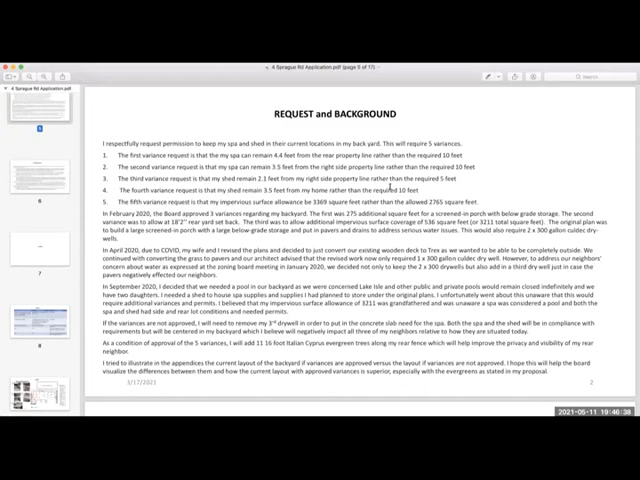 4 Sprague Rd Application.pdf (page 5 of 17)
Search
4 Sprague Rd Application.pdf
5
6
7
8
REQUEST and BACKGROUND
I respectfully request permission to keep my spa and shed in their current locations in my back yard. This will require 5 variances.
1. The first variance request is that the my spa can remain 4.4 feet from the rear property line rather than the required 10 feet
2. The second variance request is that my spa can remain 3.5 feet from the right side property line rather than the required 10 feet
3. The third variance request is that my shed remain 2.1 feet from my right side property line rather than the required 5 feet
4. The fourth variance request is that my shed remain 3.5 feet from my home rather than the required 10 feet
5. The fifth variance request is that my impervious surface allowance be 3369 square feet rather than the allowed 2765 square feet.
In February 2020, the Board approved 3 variances regarding my backyard. The first was 275 additional square feet for a screened-in porch with below grade storage. The second
variance was to allow at 18'2" rear yard set back. The third was to allow additional impervious surface coverage of 536 square feet (or 3211 total square feet). The original plan was
to build a large screened-in porch with a large below-grade storage and put in pavers and drains to address serious water issues. This would also require 2 x 300 gallon culdec dry-
wells.
In April 2020, due to COVID, my wife and I revised the plans and decided to just convert our existing wooden deck to Trex as we wanted to be able to be completely outside. We
continued with converting the grass to pavers and our architect advised that the revised work now only required 1 x 300 gallon culdec dry well. However, to address our neighbors'
concern about water as expressed at the zoning board meeting in January 2020, we decided not only to keep the 2 x 300 drywells but also add in a third dry well just in case the
pavers negatively effected our neighbors.
In September 2020, I decided that we needed a pool in our backyard as we were concerned Lake Isle and other public and private pools would remain closed indefinitely and we
have two daughters. I needed a shed to house spa supplies and supplies I had planned to store under the original plans. I unfortunately went about this unaware that this would
require additional variances and permits. I believed that my impervious surface allowance of 3211 was grandfathered and was unaware a spa was considered a pool and both the
spa and shed had side and rear lot conditions and needed permits.
If the variances are not approved, I will need to remove my 3rd drywell in order to put in the concrete slab need for the spa. Both the spa and the shed will be in compliance with
requirements but will be centered in my backyard which I believe will negatively impact all three of my neighbors relative to how they are situated today.
As a condition of approval of the 5 variances, I will add 11 16 foot Italian Cyprus evergreen trees along my rear fence which will help improve the privacy and visibility of my rear
neighbor.
I tried to illustrate in the appendices the current layout of the backyard if variances are approved versus the layout if variances are not approved. I hope this will help the board
visualize the differences between them and how the current layout with approved variances is superior, especially with the evergreens as stated in my proposal.
3/17/2021
2
2021-05-11 19:46:38